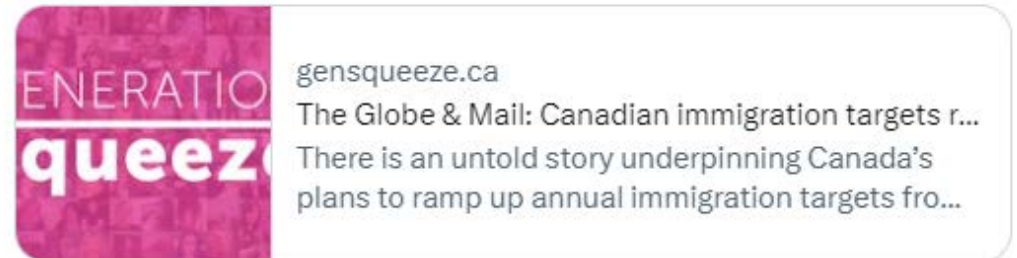 ENERATIO
queeze
gensqueeze.ca
The Globe & Mail: Canadian immigration targets r...
There is an untold story underpinning Canada’s
plans to ramp up annual immigration targets fro...